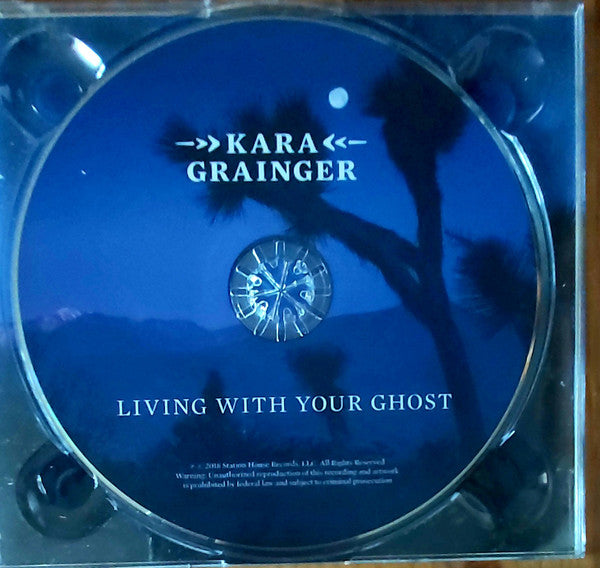 →»KARA«←
GRAINGER
LIVING WITH YOUR GHOST
℗ © 2018 Station House Records, LLC. All Rights Reserved
Warning: Unauthorized reproduction of this recording and artwork
is prohibited by federal law and subject to criminal prosecution